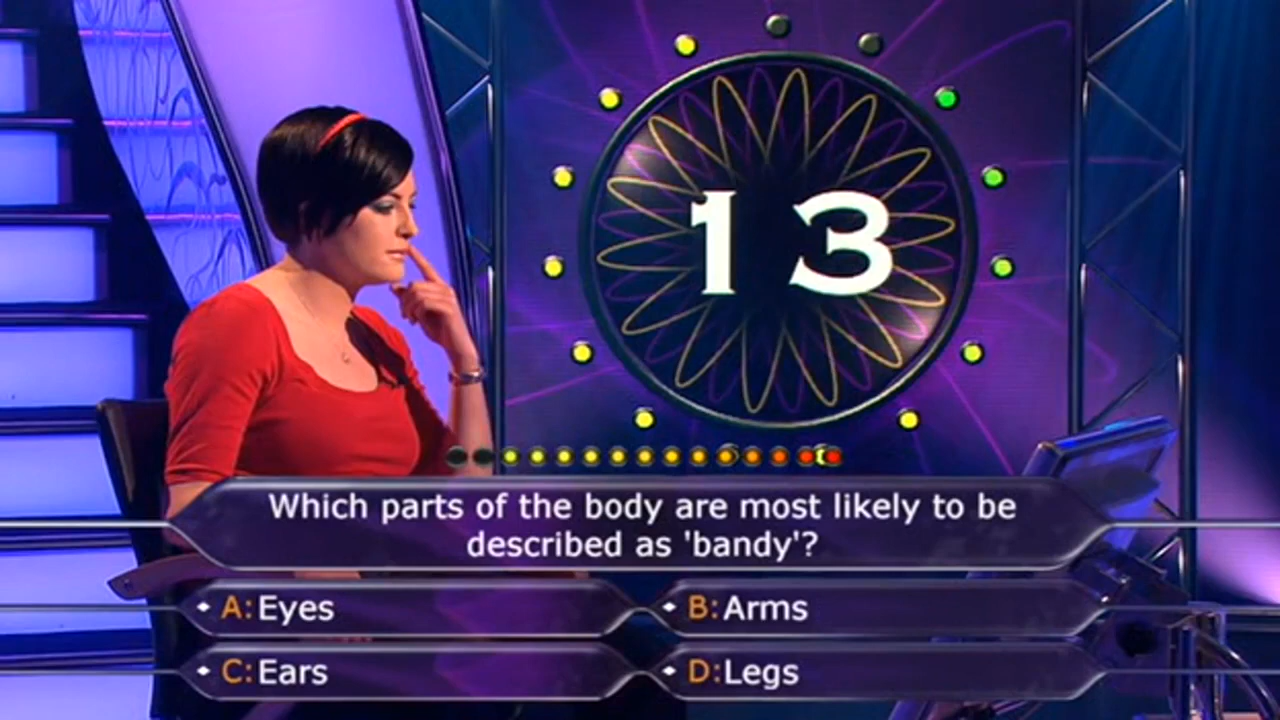 13
Which parts of the body are most likely to be
described as 'bandy'?
A: Eyes
B: Arms
C: Ears
D: Legs